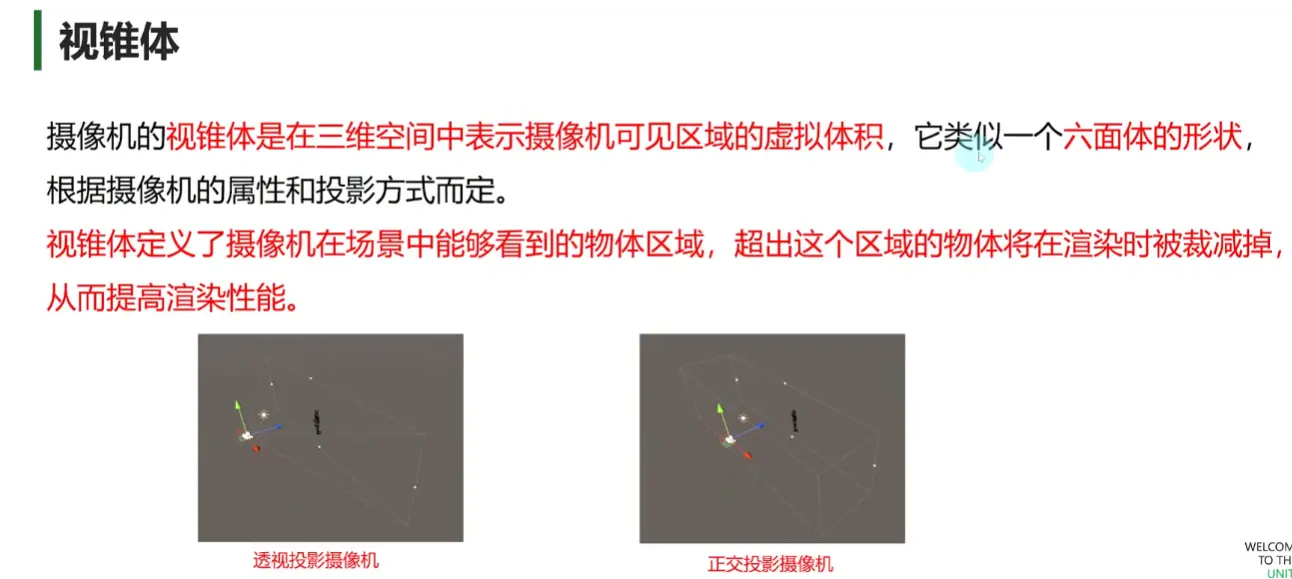 视锥体
摄像机的视锥体是在三维空间中表示摄像机可见区域的虚拟体积，它类似一个六面体的形状，
根据摄像机的属性和投影方式而定。
视锥体定义了摄像机在场景中能够看到的物体区域，超出这个区域的物体将在渲染时被裁减掉，
从而提高渲染性能。
透视投影摄像机
正交投影摄像机
WELCOM
TO TH
UNIT